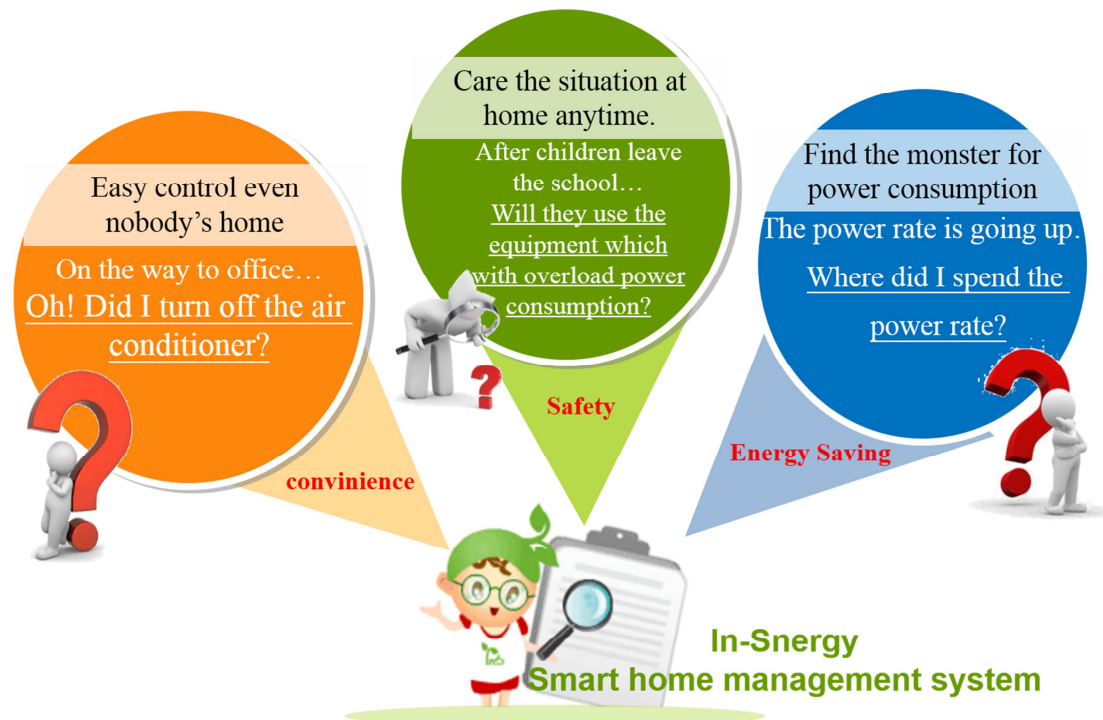 Easy control even
nobody's home
On the way to office…
Oh! Did I turn off the air
conditioner?
convinience
Care the situation at
home anytime.
After children leave
the school…
Will they use the
equipment which
with overload power
consumption?
Safety
Find the monster for
power consumption
The power rate is going up.
Where did I spend the
power rate?
Energy Saving
In-Snergy
Smart home management system